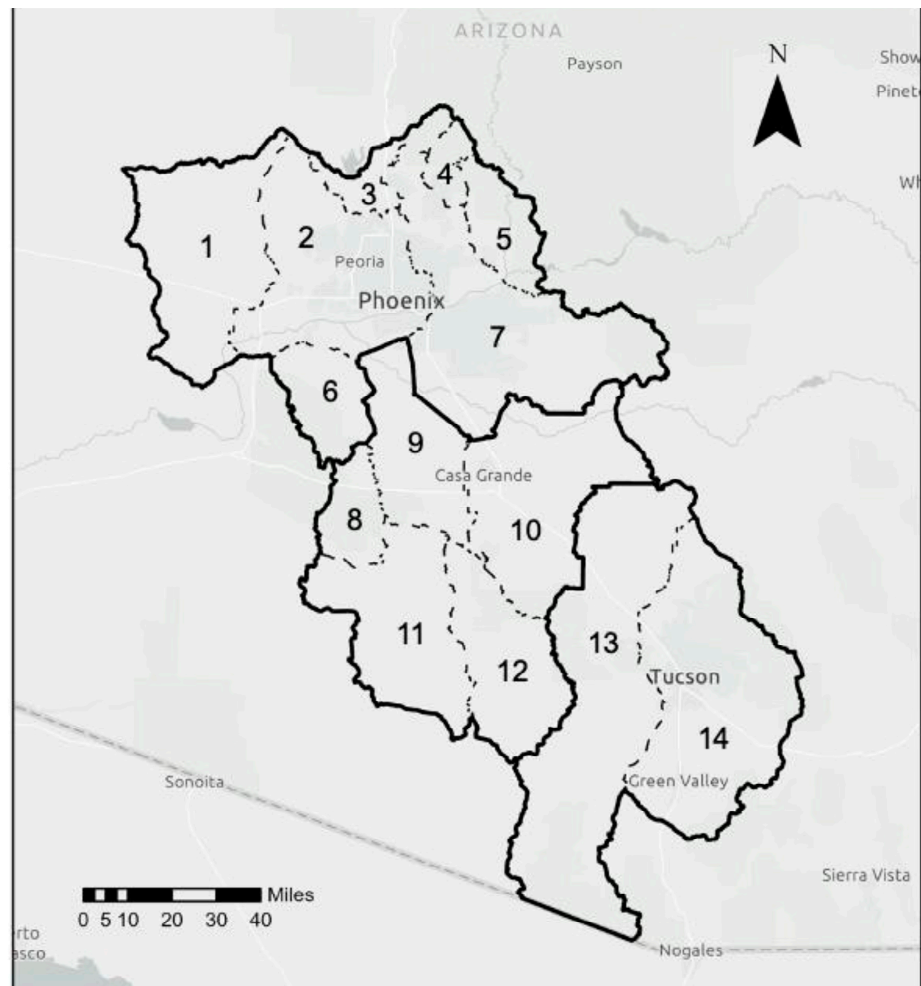 ARIZONA
N
Payson
Show
Pinet
Wh
4
3
5
1
2
Peoria
Phoenix
7
6
9
Casa Grande
8
10
11
12
13
Tucson
14
Green Valley
Sonoita
Sierra Vista
Miles
0 5 10 20 30 40
Nogales
rto
asco